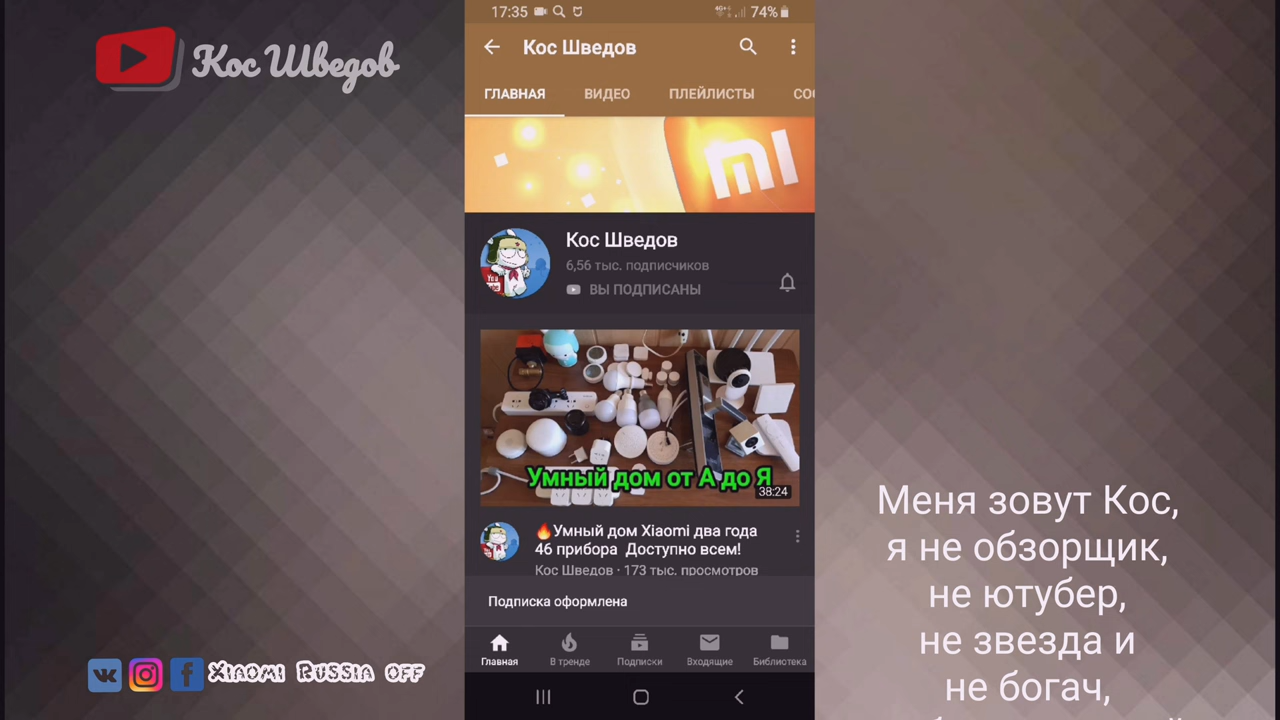 Кос Шведов
17:35
4G+
74%
Кос Шведов
ГЛАВНАЯ ВИДЕО ПЛЕЙЛИСТЫ СОО
Кос Шведов
6,56 тыс. подписчиков
ВЫ ПОДПИСАНЫ
You
Умный дом от А до Я
38:24
🔥Умный дом Xiaomi два года
46 прибора Доступно всем!
Кос Шведов · 173 тыс. просмотров
Подписка оформлена
Главная В тренде Подписки Входящие Библиотека
Xiaomi Russia off
Меня зовут Кос,
я не обзорщик,
не ютубер,
не звезда и
не богач,